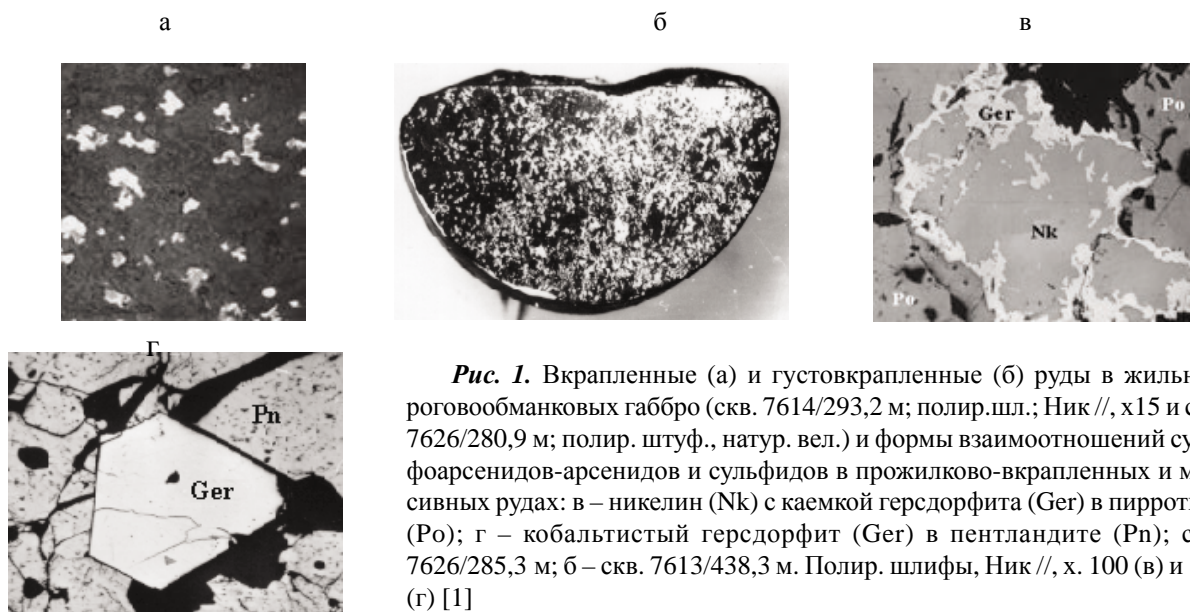 а
б
в
Ger
Po
Nk
Po
г
Pn
Ger
Рис. 1. Вкрапленные (а) и густовкрапленные (б) руды в жильн
роговообманковых габбро (скв. 7614/293,2 м; полир.шл.; Ник //, х15 и с
7626/280,9 м; полир. штуф., натур. вел.) и формы взаимоотношений су
фоарсенидов-арсенидов и сульфидов в прожилково-вкрапленных и м
сивных рудах: в – никелин (Nk) с каемкой герсдорфита (Ger) в пирроти
(Po); г – кобальтистый герсдорфит (Ger) в пентландите (Pn); с
7626/285,3 м; б – скв. 7613/438,3 м. Полир. шлифы, Ник //, х. 100 (в) и
(г) [1]